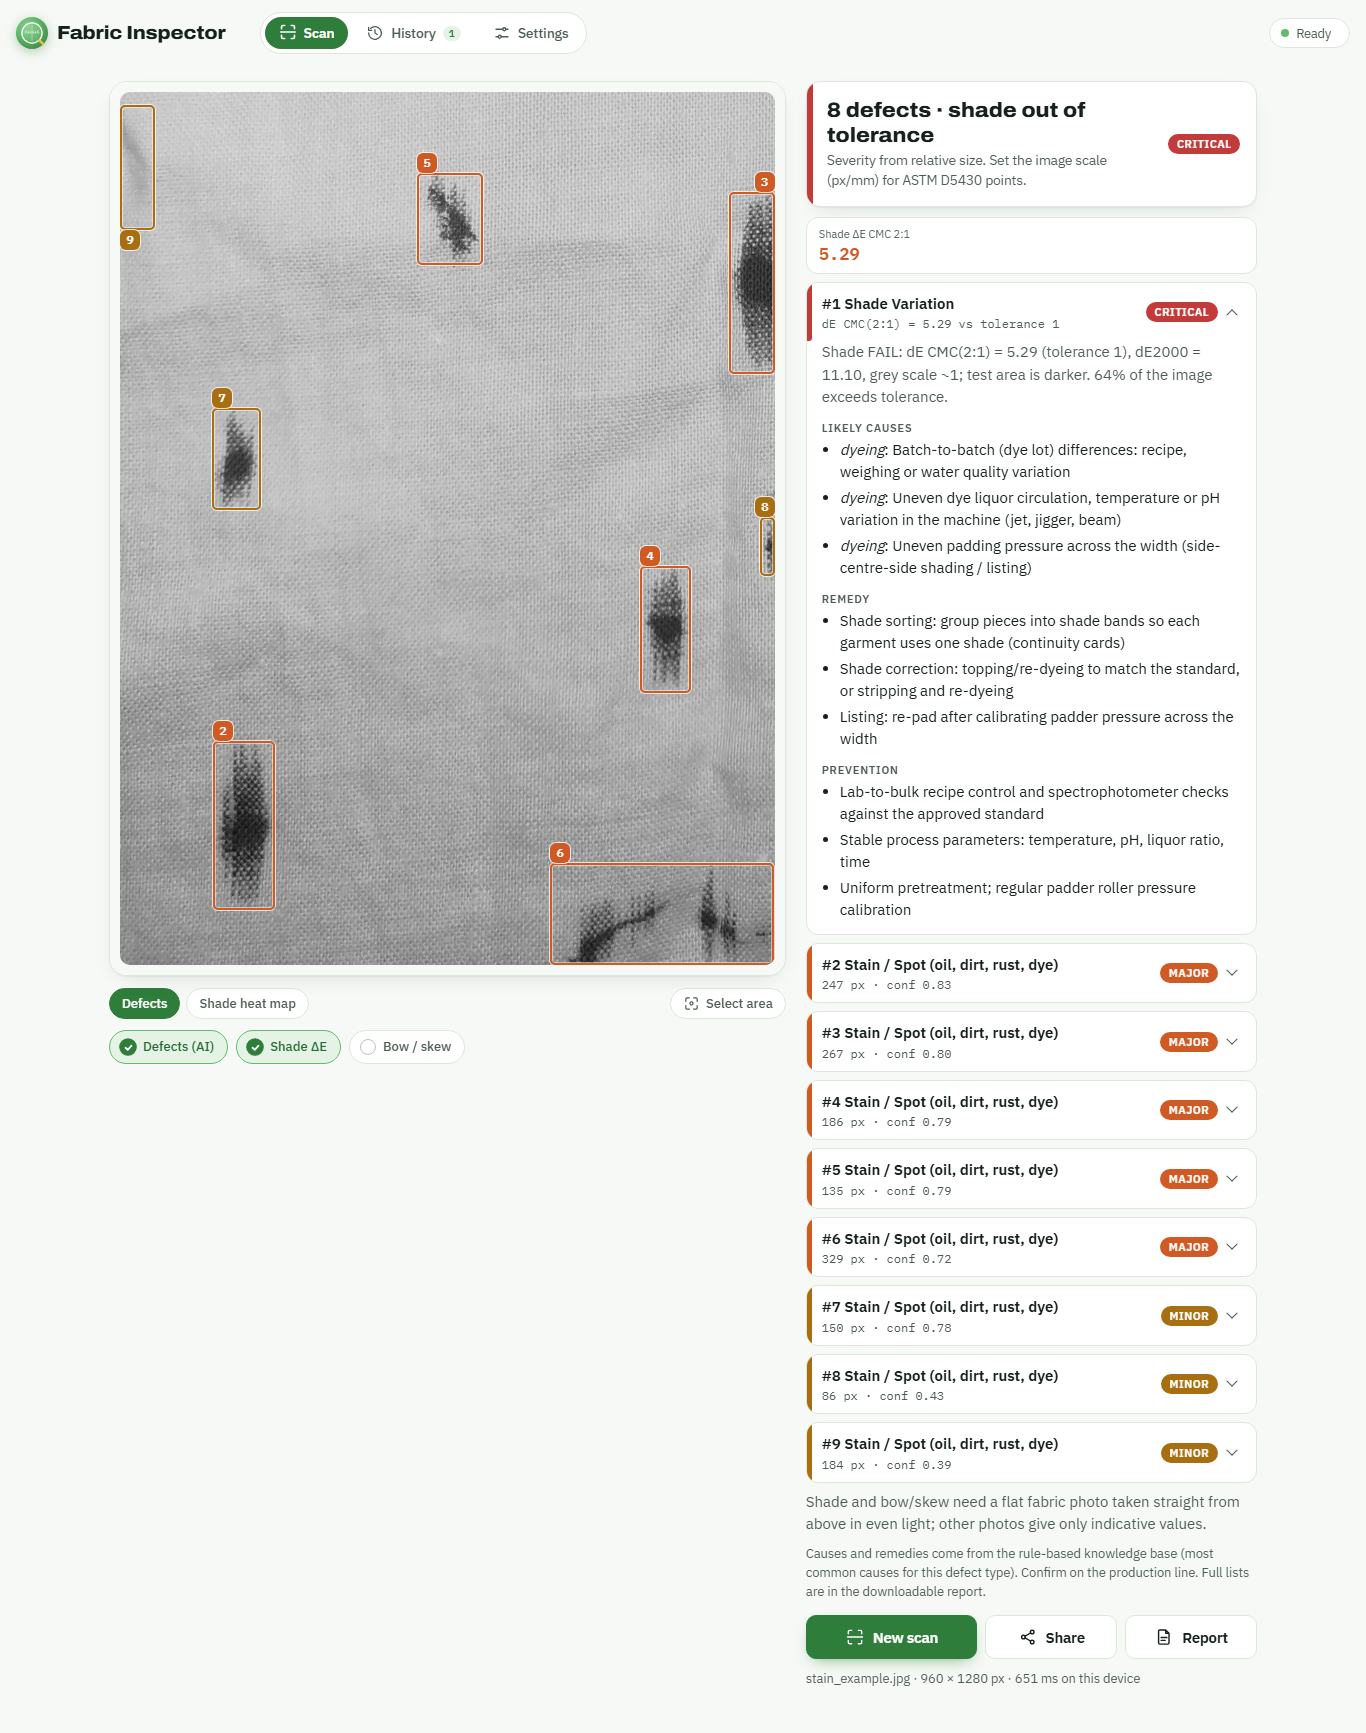 Fabric Inspector
Scan
History 1
Settings
Ready
9
5
3
7
8
4
2
6
Defects
Shade heat map
Select area
Defects (AI)
Shade ΔE
Bow / skew
8 defects · shade out of
tolerance
Severity from relative size. Set the image scale
(px/mm) for ASTM D5430 points.
CRITICAL
Shade ΔE CMC 2:1
5.29
#1 Shade Variation
dE CMC(2:1) = 5.29 vs tolerance 1
CRITICAL
Shade FAIL: dE CMC(2:1) = 5.29 (tolerance 1), dE2000 =
11.10, grey scale ~1; test area is darker. 64% of the image
exceeds tolerance.
LIKELY CAUSES
• dyeing: Batch-to-batch (dye lot) differences: recipe,
weighing or water quality variation
• dyeing: Uneven dye liquor circulation, temperature or pH
variation in the machine (jet, jigger, beam)
• dyeing: Uneven padding pressure across the width (side-
centre-side shading / listing)
REMEDY
• Shade sorting: group pieces into shade bands so each
garment uses one shade (continuity cards)
• Shade correction: topping/re-dyeing to match the standard,
or stripping and re-dyeing
• Listing: re-pad after calibrating padder pressure across the
width
PREVENTION
• Lab-to-bulk recipe control and spectrophotometer checks
against the approved standard
• Stable process parameters: temperature, pH, liquor ratio,
time
• Uniform pretreatment; regular padder roller pressure
calibration
#2 Stain / Spot (oil, dirt, rust, dye)
247 px · conf 0.83
MAJOR
#3 Stain / Spot (oil, dirt, rust, dye)
267 px · conf 0.80
MAJOR
#4 Stain / Spot (oil, dirt, rust, dye)
186 px · conf 0.79
MAJOR
#5 Stain / Spot (oil, dirt, rust, dye)
135 px · conf 0.79
MAJOR
#6 Stain / Spot (oil, dirt, rust, dye)
329 px · conf 0.72
MAJOR
#7 Stain / Spot (oil, dirt, rust, dye)
150 px · conf 0.78
MINOR
#8 Stain / Spot (oil, dirt, rust, dye)
86 px · conf 0.43
MINOR
#9 Stain / Spot (oil, dirt, rust, dye)
184 px · conf 0.39
MINOR
Shade and bow/skew need a flat fabric photo taken straight from
above in even light; other photos give only indicative values.
Causes and remedies come from the rule-based knowledge base (most
common causes for this defect type). Confirm on the production line. Full lists
are in the downloadable report.
New scan
Share
Report
stain_example.jpg · 960 × 1280 px · 651 ms on this device